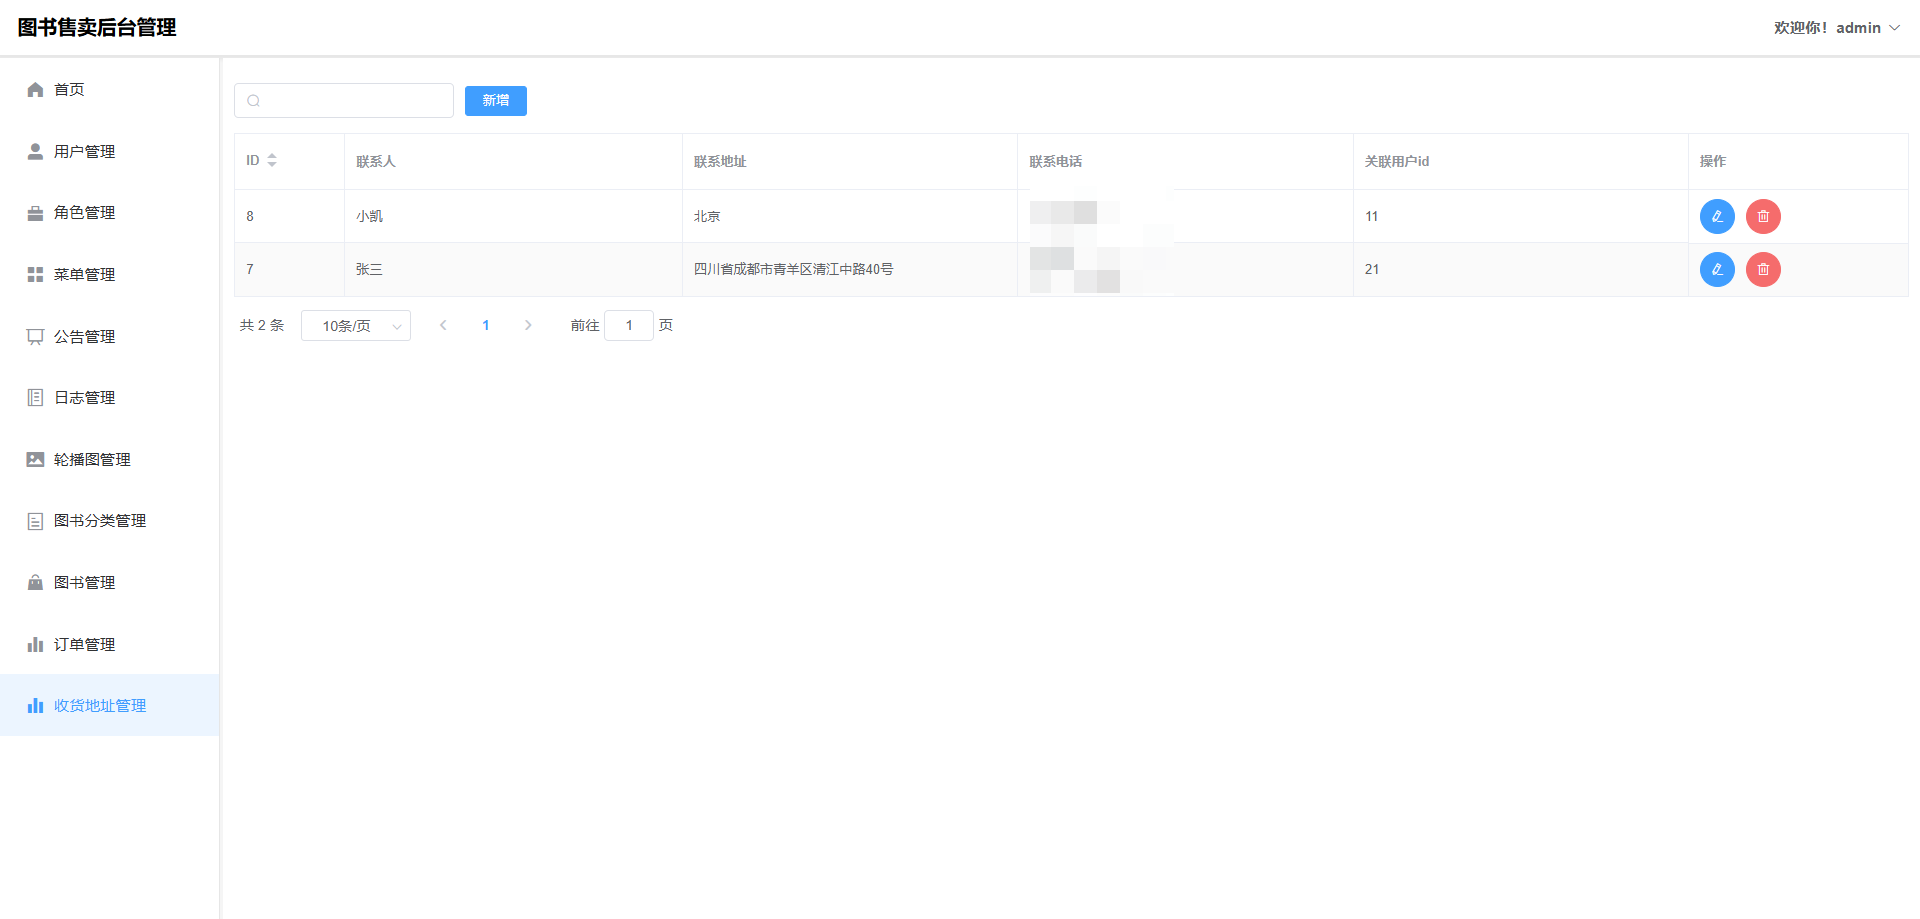 图书售卖后台管理
欢迎你！admin
首页
用户管理
角色管理
菜单管理
公告管理
日志管理
轮播图管理
图书分类管理
图书管理
订单管理
收货地址管理
新增
ID 联系人 联系地址 联系电话 关联用户id 操作
8 小凯 北京 11
7 张三 四川省成都市青羊区清江中路40号 21
共 2 条 10条/页 1 前往 1 页